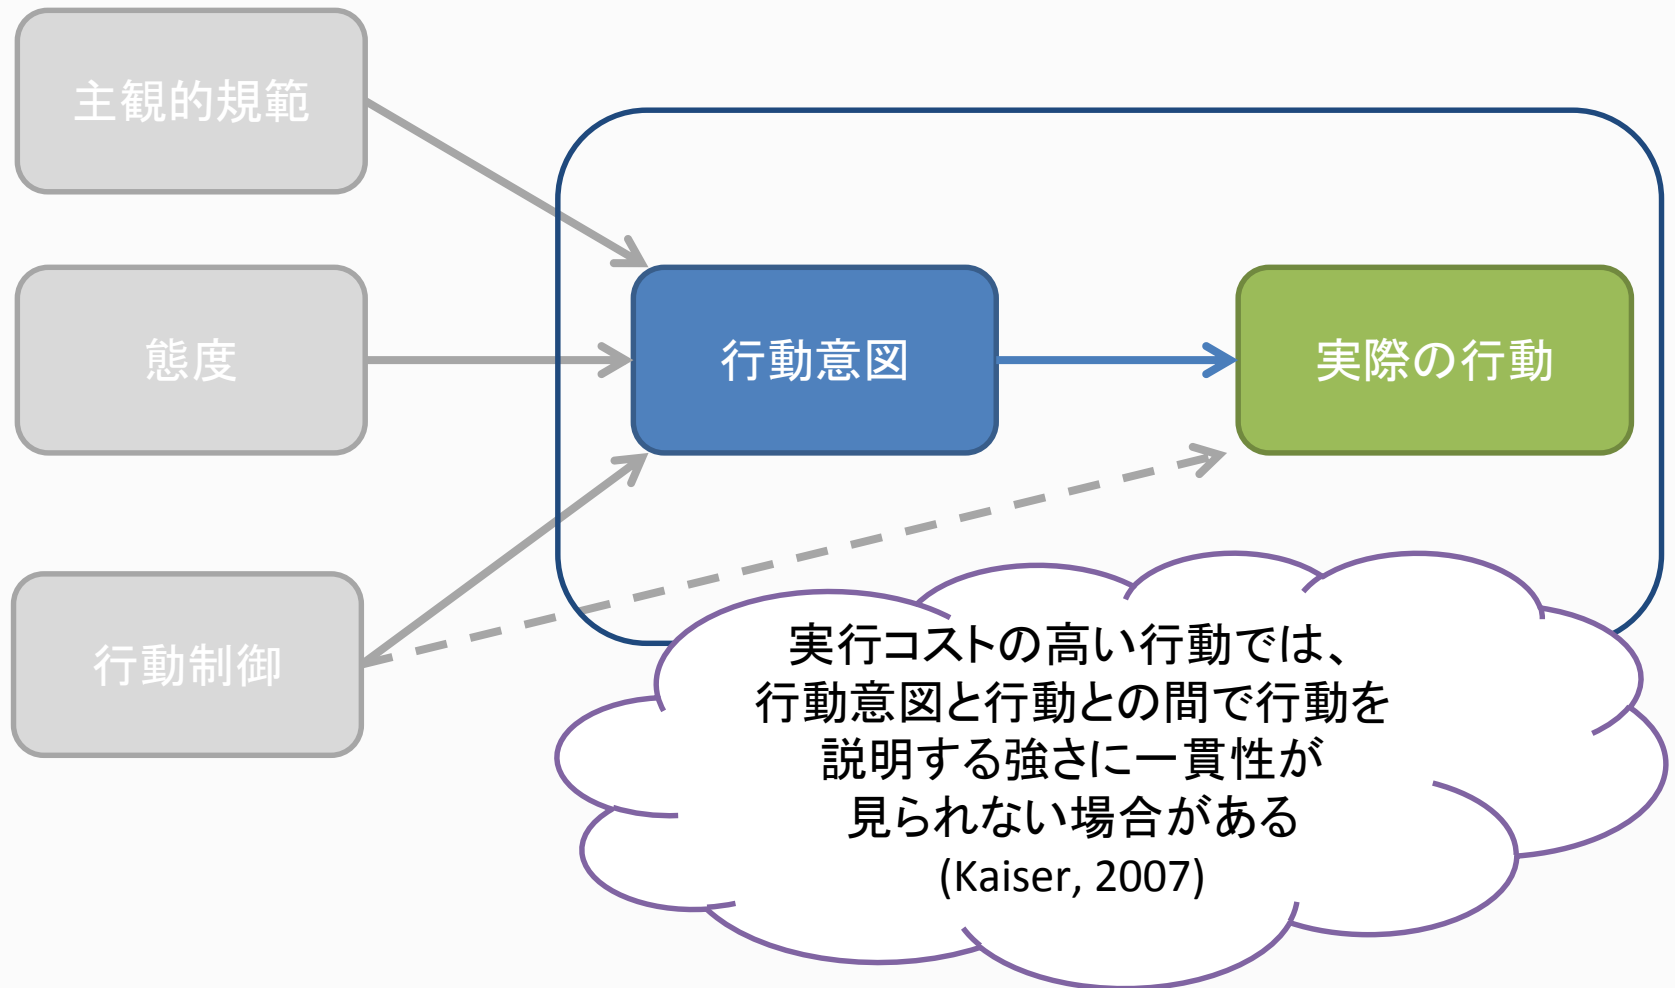 主観的規範
態度
行動制御
行動意図
実際の行動
実行コストの高い行動では、
行動意図と行動との間で行動を
説明する強さに一貫性が
見られない場合がある
(Kaiser, 2007)